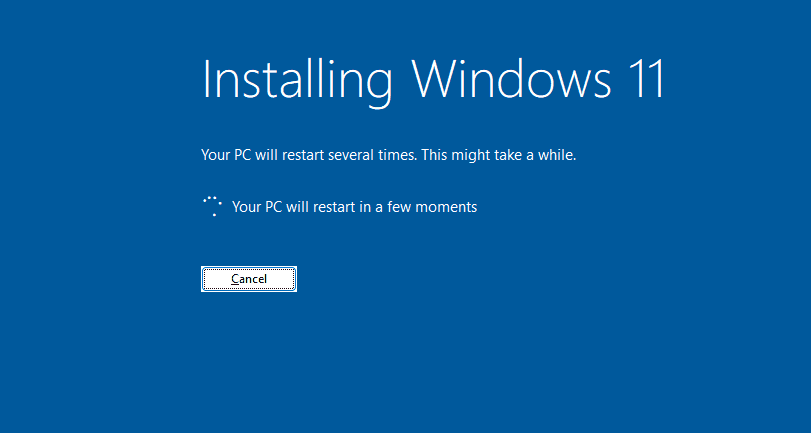 Installing Windows 11
Your PC will restart several times. This might take a while.
Your PC will restart in a few moments
Cancel